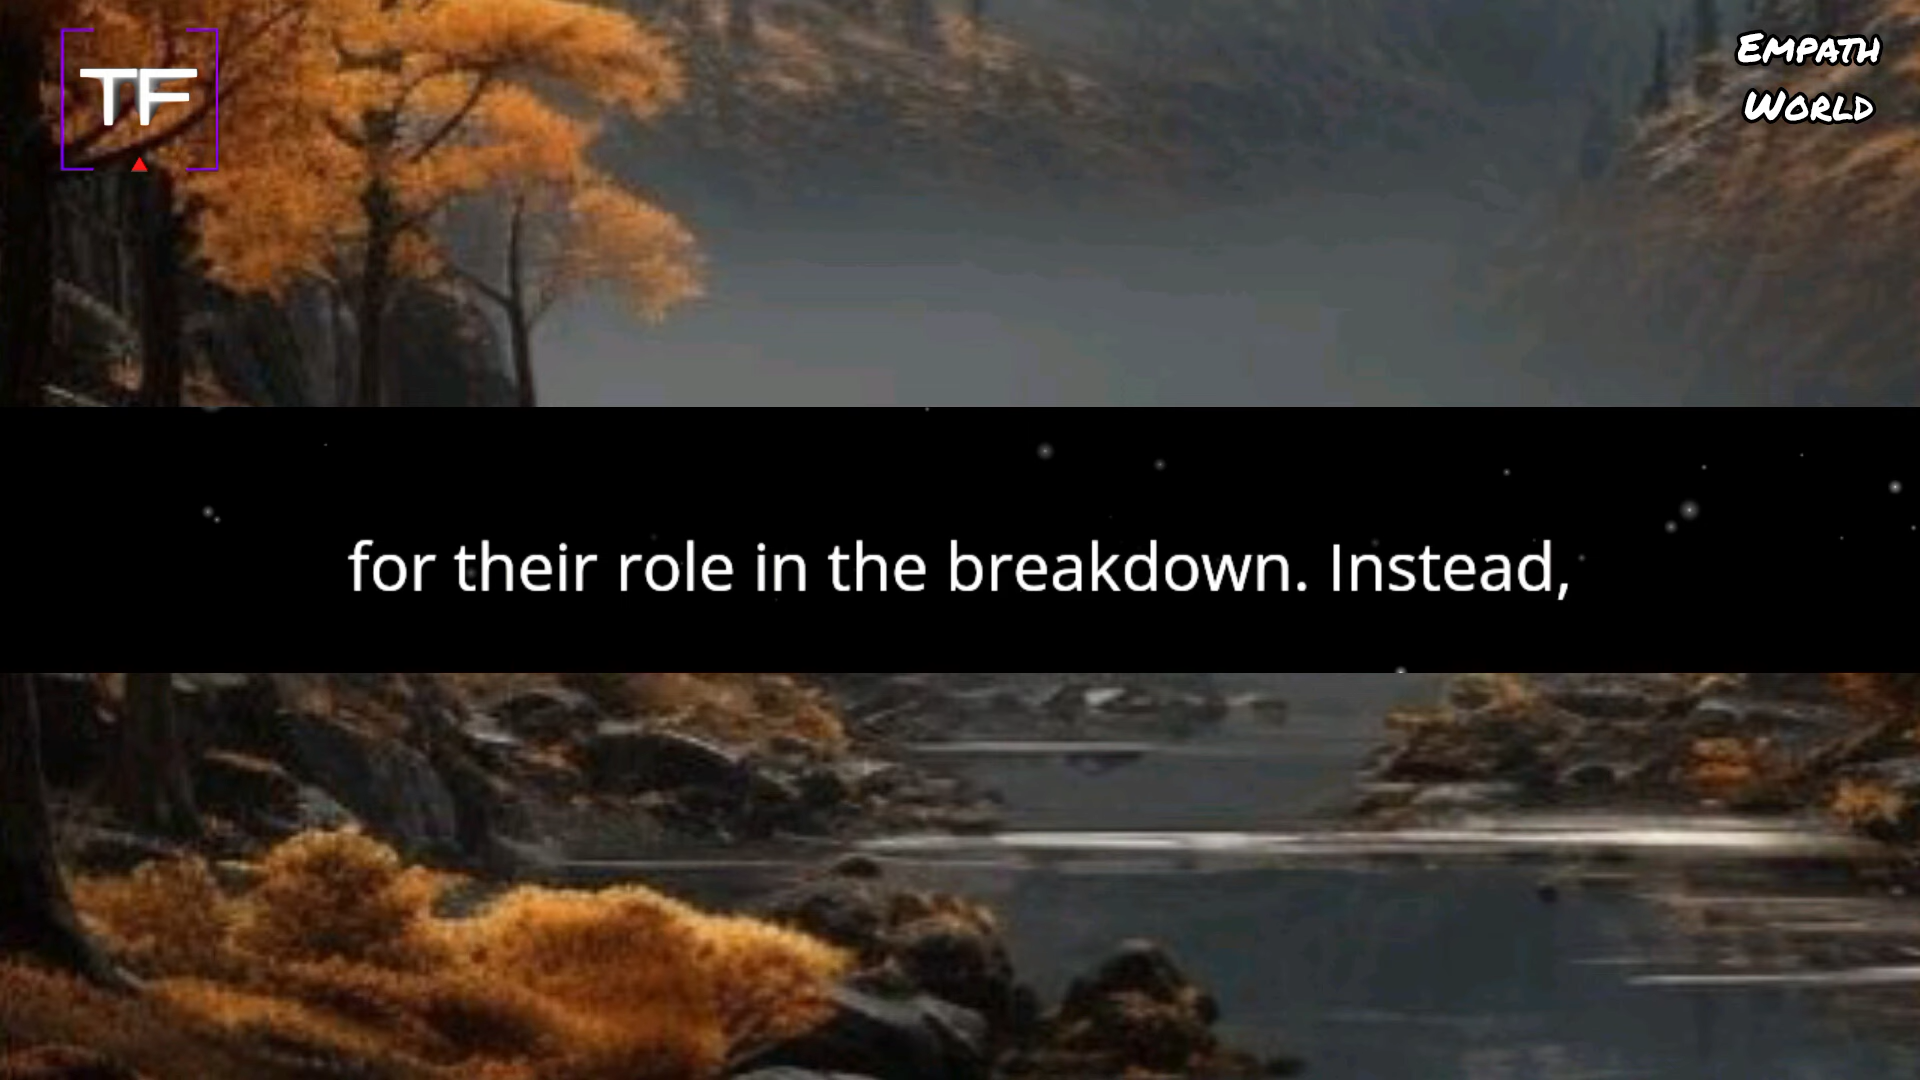 TF
EMPATH
WORLD
for their role in the breakdown. Instead,